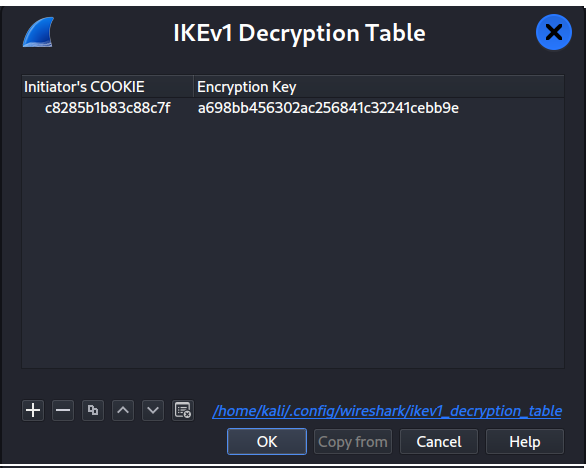 IKEv1 Decryption Table
Initiator's COOKIE Encryption Key
c8285b1b83c88c7f a698bb456302ac256841c32241cebb9e
/home/kali/.config/wireshark/ikev1_decryption_table
OK Copy from Cancel Help